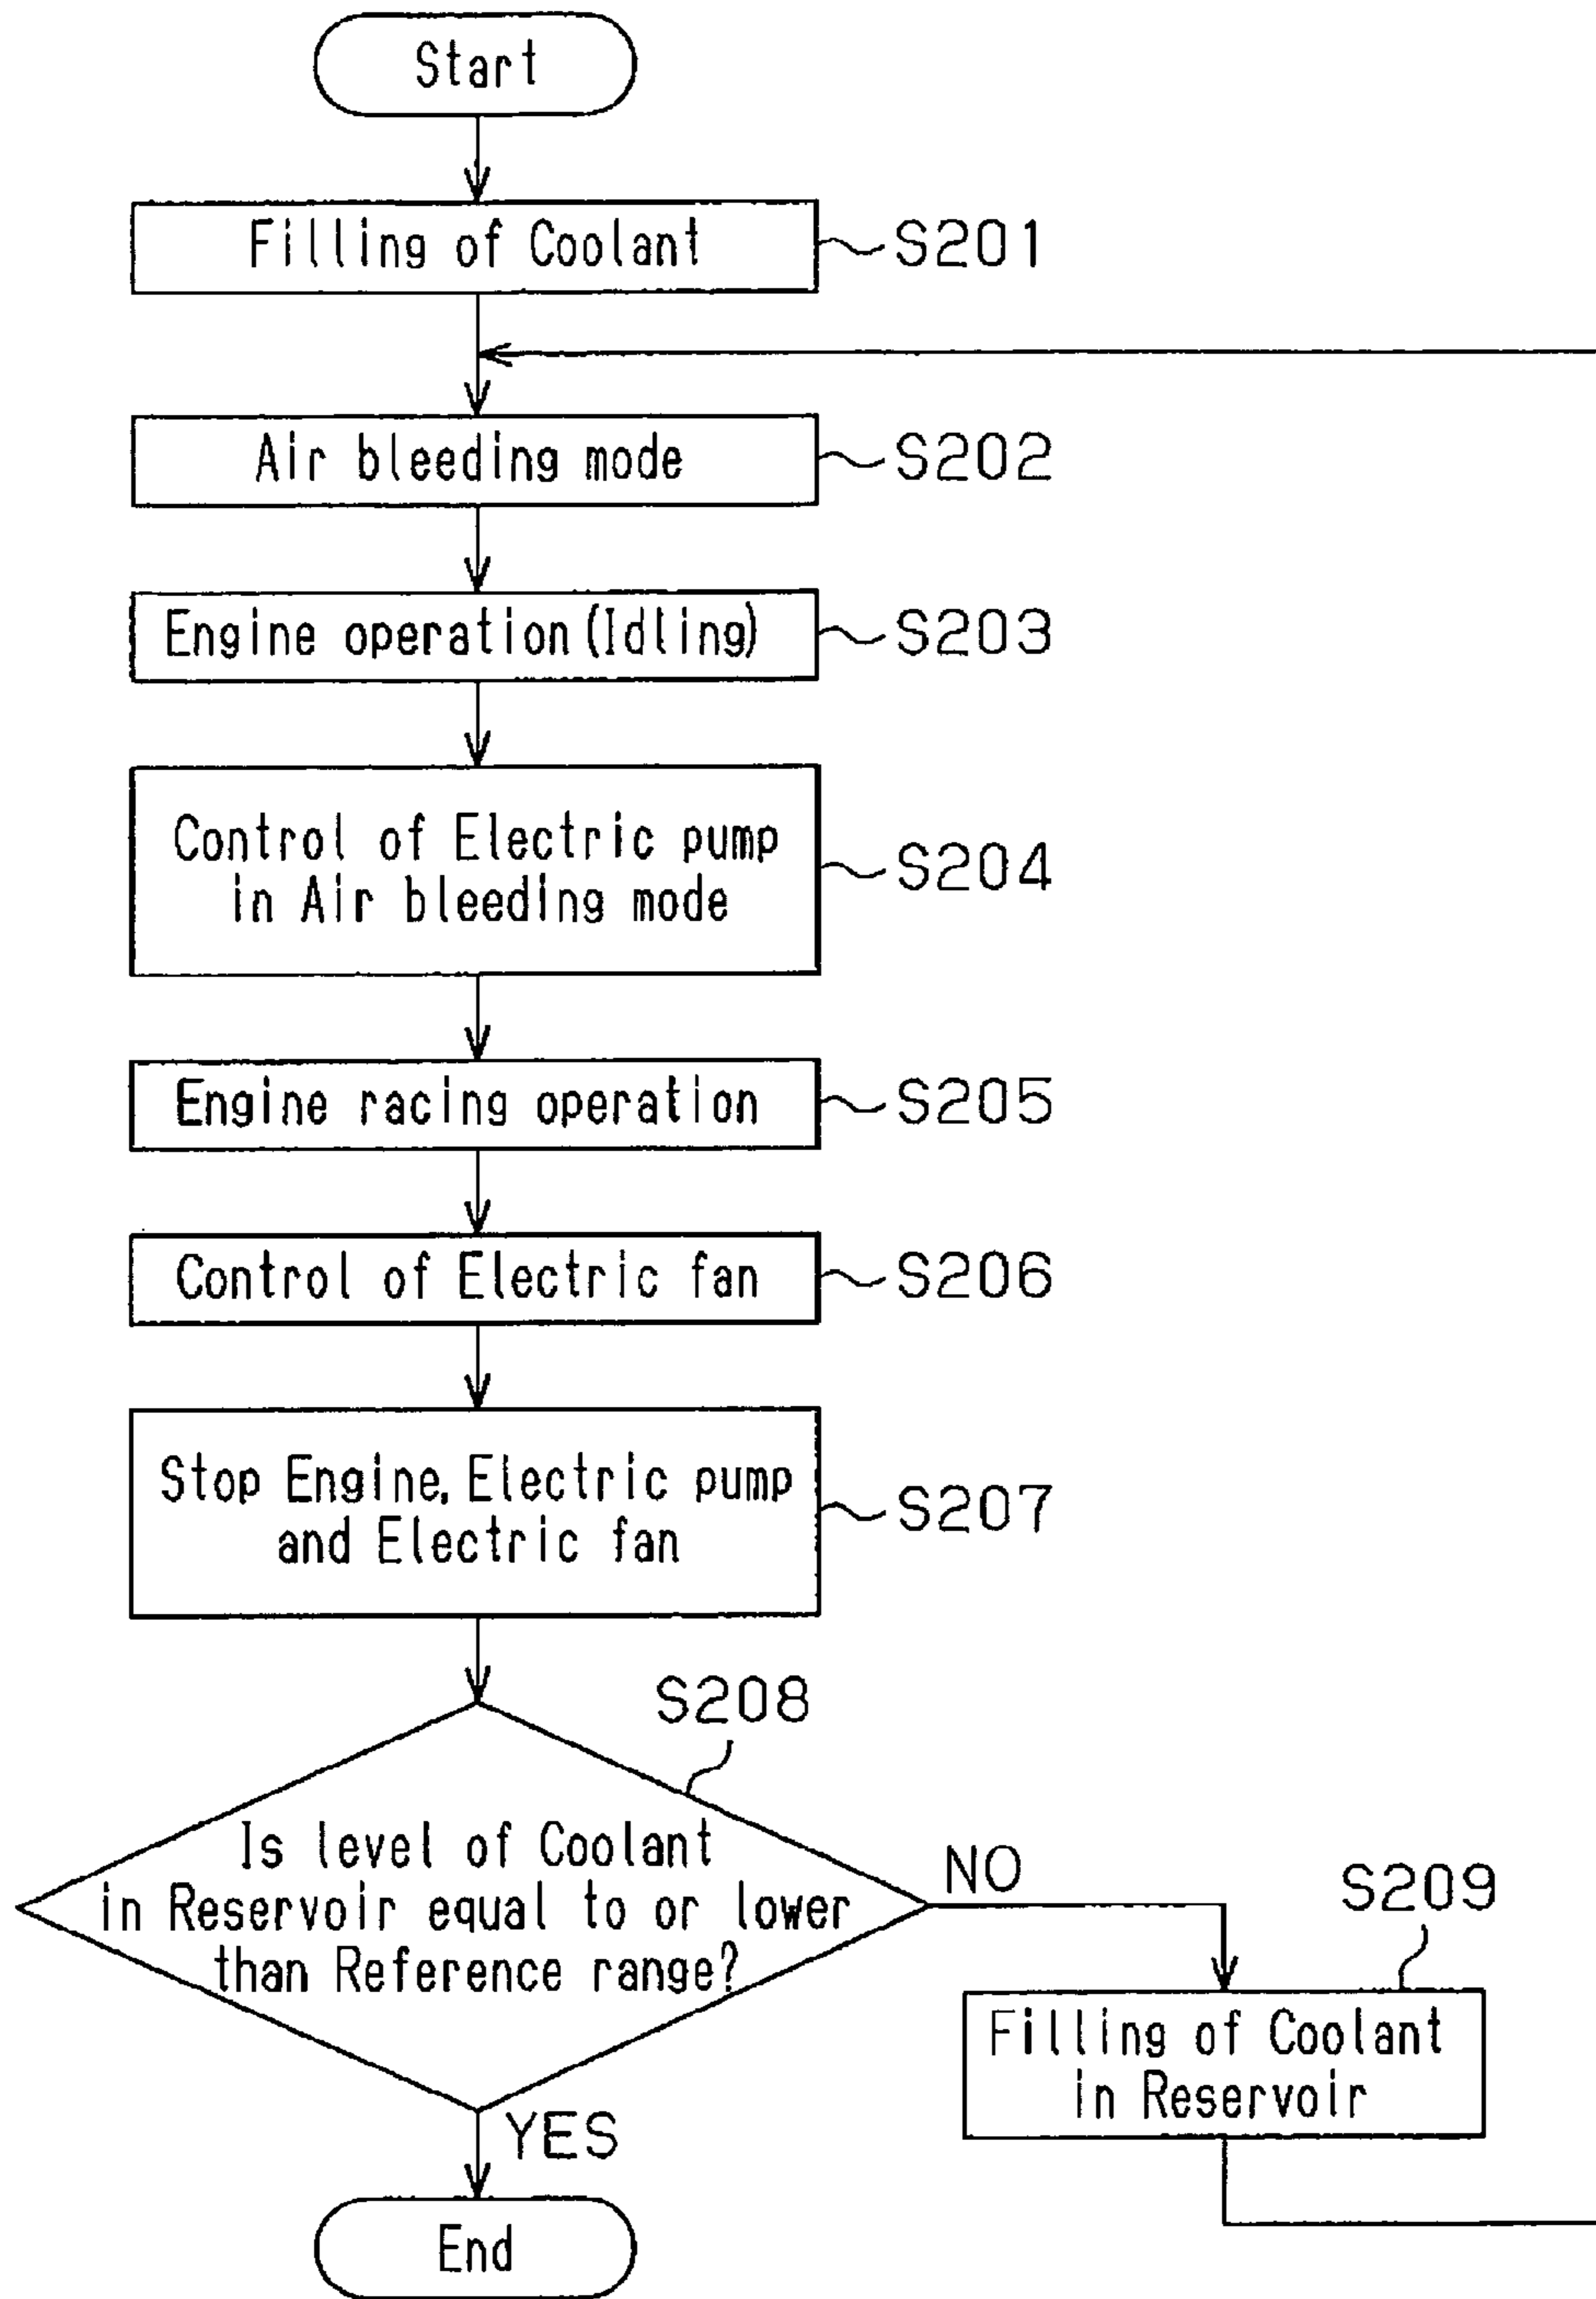 Start
Filling of Coolant
S201
Air bleeding mode
S202
Engine operation (Idling)
S203
Control of Electric pump
in Air bleeding mode
S204
Engine racing operation
S205
Control of Electric fan
S206
Stop Engine, Electric pump
and Electric fan
S207
S208
Is level of Coolant
in Reservoir equal to or lower
than Reference range?
NO
S209
Filling of Coolant
in Reservoir
YES
End